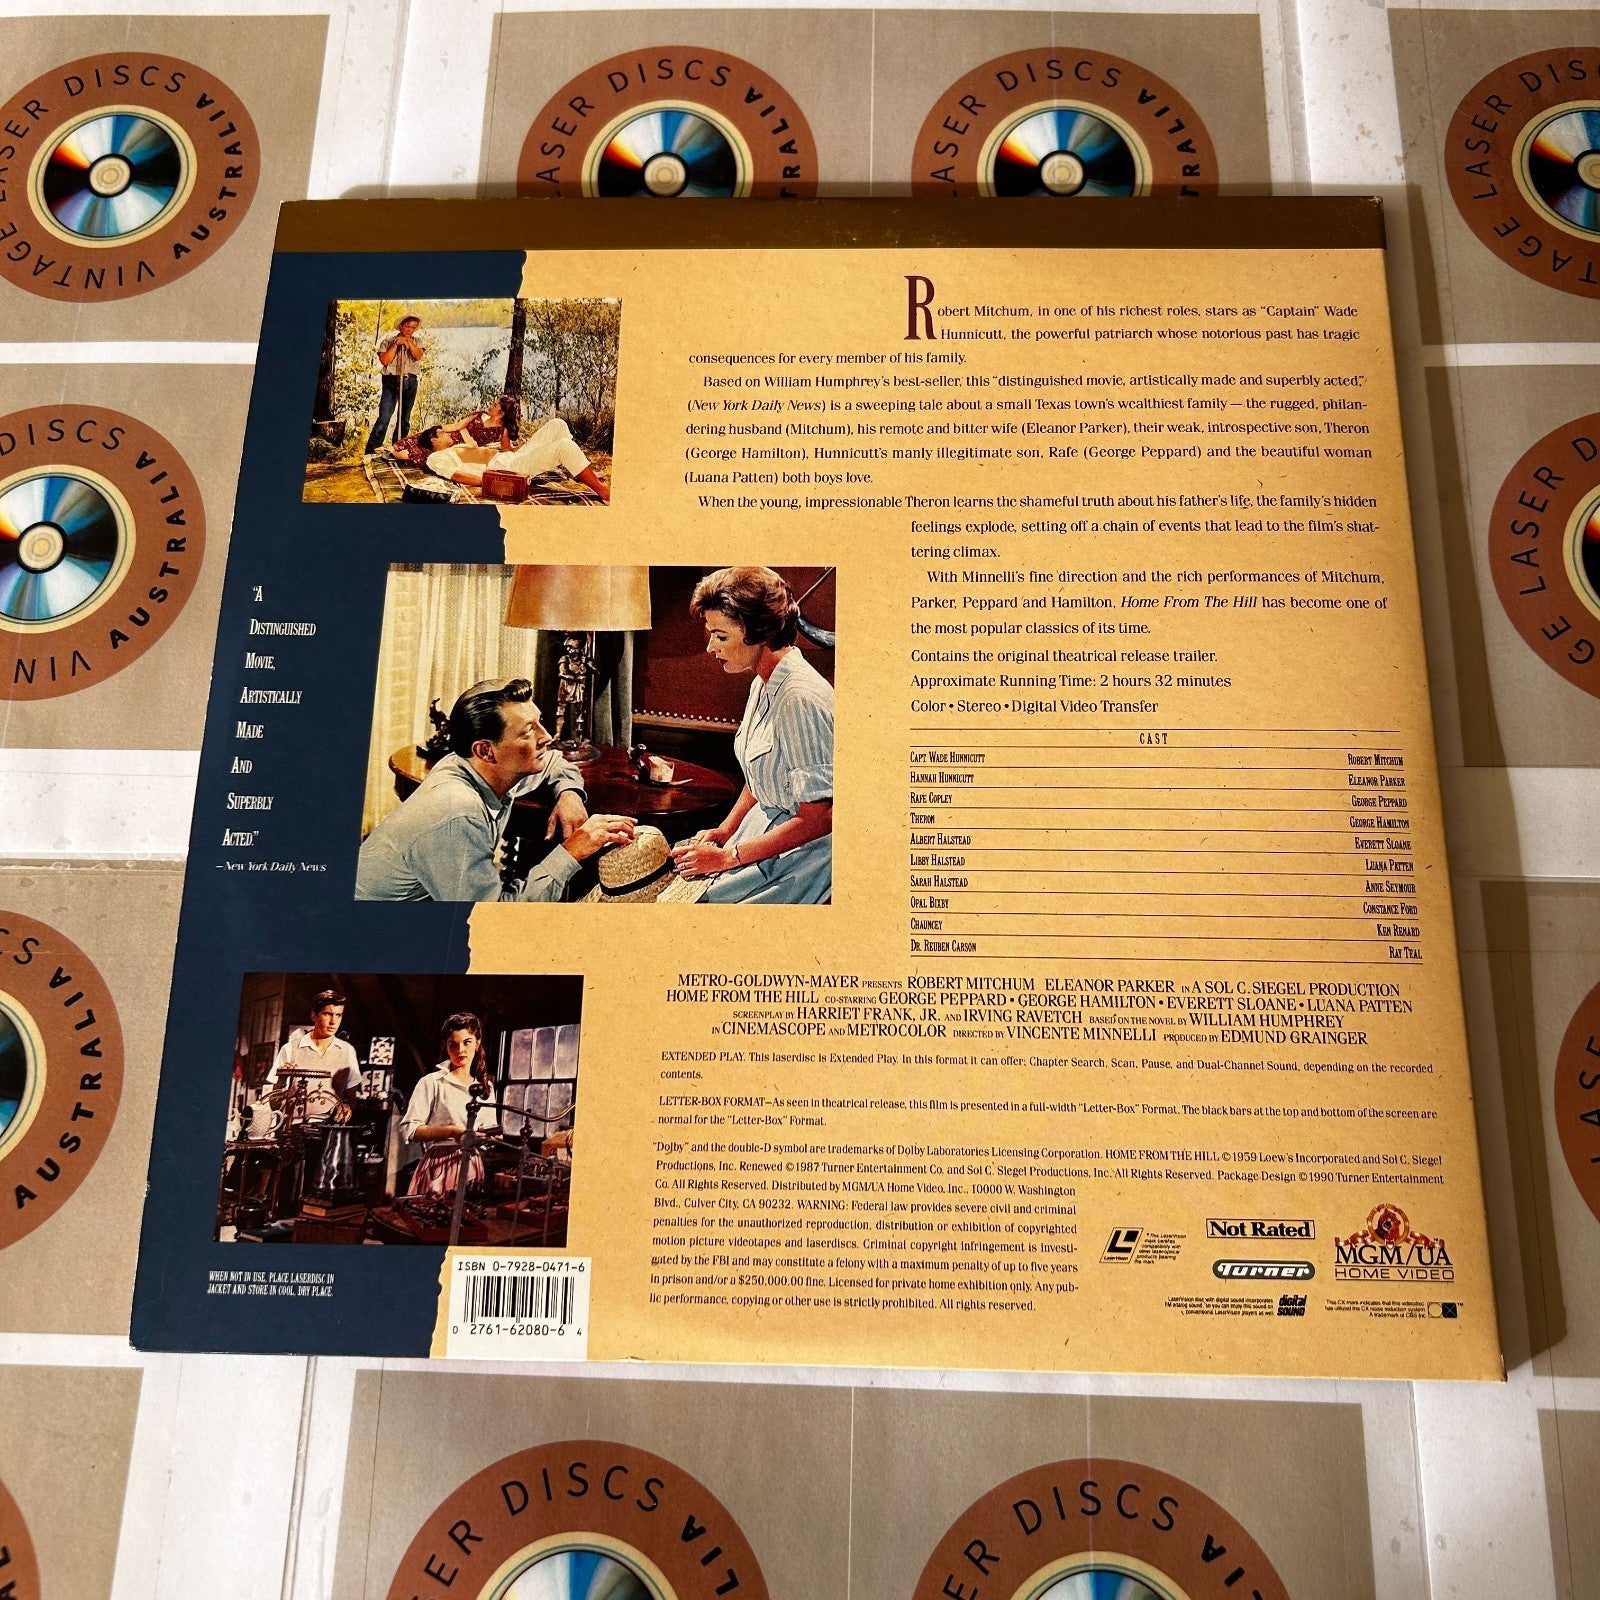 Robert Mitchum, in one of his richest roles, stars as "Captain" Wade
Hunnicutt, the powerful patriarch whose notorious past has tragic
consequences for every member of his family.
Based on William Humphrey's best-seller, this "distinguished movie, artistically made and superbly acted,"
(New York Daily News) is a sweeping tale about a small Texas town's wealthiest family — the rugged, philan-
dering husband (Mitchum), his remote and bitter wife (Eleanor Parker), their weak, introspective son, Theron
(George Hamilton), Hunnicutt's manly illegitimate son, Rafe (George Peppard) and the beautiful woman
(Luana Patten) both boys love.
When the young, impressionable Theron learns the shameful truth about his father's life, the family's hidden
feelings explode, setting off a chain of events that lead to the film's shat-
tering climax.
With Minnelli's fine direction and the rich performances of Mitchum,
Parker, Peppard and Hamilton, Home From The Hill has become one of
the most popular classics of its time.
Contains the original theatrical release trailer.
Approximate Running Time: 2 hours 32 minutes
Color • Stereo • Digital Video Transfer
"A
DISTINGUISHED
MOVIE,
ARTISTICALLY
MADE
AND
SUPERBLY
ACTED."
—New York Daily News
CAST
CAPT. WADE HUNNICUTT ROBERT MITCHUM
HANNAH HUNNICUTT ELEANOR PARKER
RAFE COPLEY GEORGE PEPPARD
THERON GEORGE HAMILTON
ALBERT HALSTEAD EVERETT SLOANE
LIBBY HALSTEAD LUANA PATTEN
SARAH HALSTEAD ANNE SEYMOUR
OPAL BIXBY CONSTANCE FORD
CHAUNCEY KEN RENARD
DR. REUBEN CARSON RAY TEAL
METRO-GOLDWYN-MAYER PRESENTS ROBERT MITCHUM ELEANOR PARKER IN A SOL C. SIEGEL PRODUCTION
HOME FROM THE HILL CO-STARRING GEORGE PEPPARD • GEORGE HAMILTON • EVERETT SLOANE • LUANA PATTEN
SCREENPLAY BY HARRIET FRANK, JR. AND IRVING RAVETCH BASED ON THE NOVEL BY WILLIAM HUMPHREY
IN CINEMASCOPE AND METROCOLOR DIRECTED BY VINCENTE MINNELLI PRODUCED BY EDMUND GRAINGER
EXTENDED PLAY. This laserdisc is Extended Play. In this format it can offer: Chapter Search, Scan, Pause, and Dual-Channel Sound, depending on the recorded
contents.
LETTER-BOX FORMAT—As seen in theatrical release, this film is presented in a full-width "Letter-Box" Format. The black bars at the top and bottom of the screen are
normal for the "Letter-Box" Format.
"Dolby" and the double-D symbol are trademarks of Dolby Laboratories Licensing Corporation. HOME FROM THE HILL © 1959 Loew's Incorporated and Sol C. Siegel
Productions, Inc. Renewed © 1987 Turner Entertainment Co. and Sol C. Siegel Productions, Inc. All Rights Reserved. Package Design © 1990 Turner Entertainment
Co. All Rights Reserved. Distributed by MGM/UA Home Video, Inc., 10000 W. Washington
Blvd., Culver City, CA 90232. WARNING: Federal law provides severe civil and criminal
penalties for the unauthorized reproduction, distribution or exhibition of copyrighted
motion picture videotapes and laserdiscs. Criminal copyright infringement is investi-
gated by the FBI and may constitute a felony with a maximum penalty of up to five years
in prison and/or a $250,000.00 fine. Licensed for private home exhibition only. Any pub-
lic performance, copying or other use is strictly prohibited. All rights reserved.
LaserVision
Not Rated
Turner
MGM/UA
HOME VIDEO
digital
SOUND
WHEN NOT IN USE, PLACE LASERDISC IN
JACKET AND STORE IN COOL, DRY PLACE.
ISBN 0-7928-0471-6
0 27616-2080-6 4
VINTAGE LASER DISCS AUSTRALIA